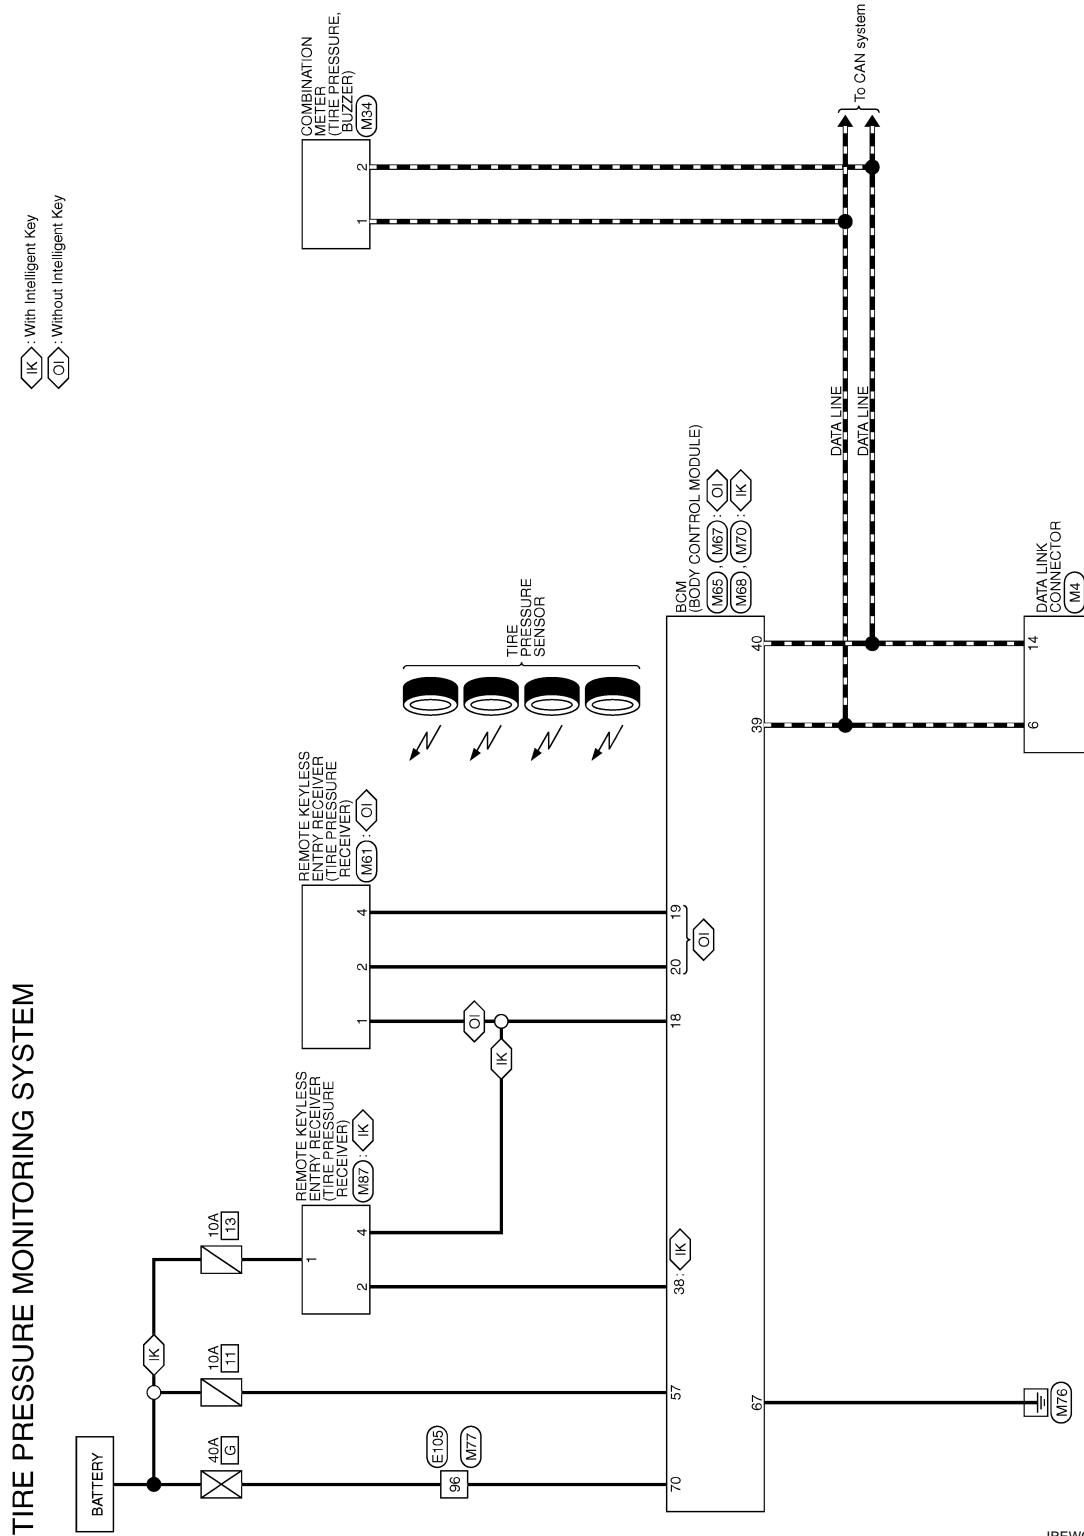 TIRE PRESSURE MONITORING SYSTEM
IK : With Intelligent Key
OI : Without Intelligent Key
BATTERY
IK
40A
G
10A
11
10A
13
REMOTE KEYLESS
ENTRY RECEIVER
(TIRE PRESSURE
RECEIVER)
M87 : IK
1
2
4
REMOTE KEYLESS
ENTRY RECEIVER
(TIRE PRESSURE
RECEIVER)
M61 : OI
1
2
4
COMBINATION
METER
(TIRE PRESSURE,
BUZZER)
M34
1
2
E105
96
M77
IK
OI
TIRE
PRESSURE
SENSOR
70
57
38 : IK
18
20
19
OI
BCM
(BODY CONTROL MODULE)
M65 , M67 : OI
M68 , M70 : IK
67
39
40
DATA LINE
DATA LINE
To CAN system
M76
6
14
DATA LINK
CONNECTOR
M4